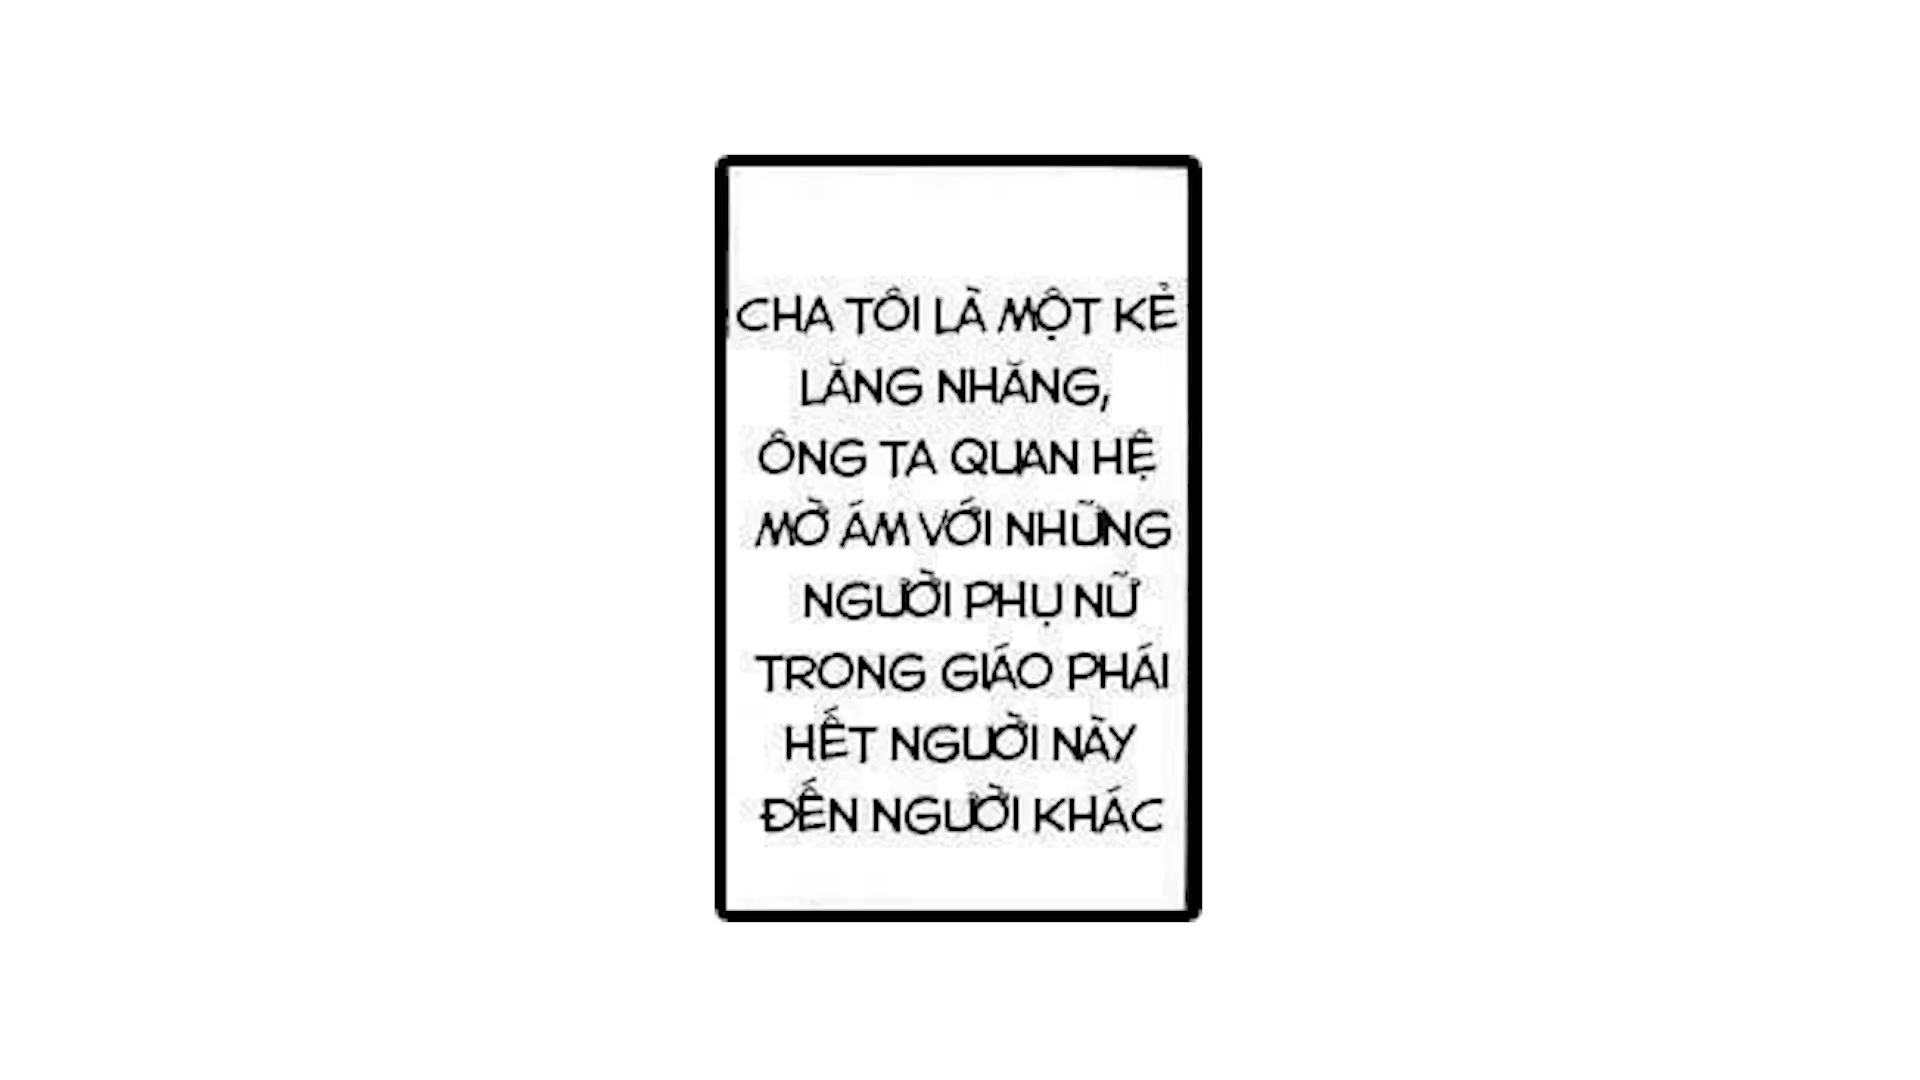 CHA TÔI LÀ MỘT KẺ
LĂNG NHĂNG,
ÔNG TA QUAN HỆ
MỜ ÁM VỚI NHỮNG
NGƯỜI PHỤ NỮ
TRONG GIÁO PHÁI
HẾT NGƯỜI NÀY
ĐẾN NGƯỜI KHÁC